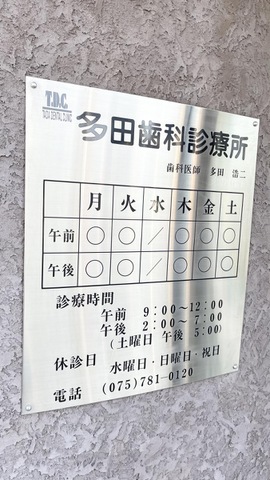 T.D.C.
TADA DENTAL CLINIC
多田歯科診療所
歯科医師 多田 浩二
月 火 水 木 金 土
午前 ○ ○ ／ ○ ○ ○
午後 ○ ○ ／ ○ ○ ○
診療時間
午前 9:00〜12:00
午後 2:00〜7:00
(土曜日 午後 5:00)
休診日 水曜日・日曜日・祝日
電話 (075)781-0120